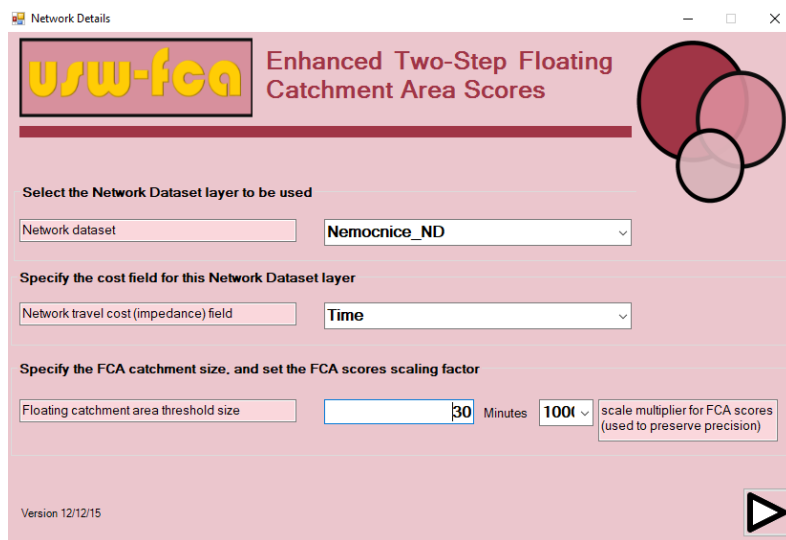 Network Details
usw-fca
Enhanced Two-Step Floating
Catchment Area Scores
Select the Network Dataset layer to be used
Network dataset
Nemocnice_ND
Specify the cost field for this Network Dataset layer
Network travel cost (impedance) field
Time
Specify the FCA catchment size, and set the FCA scores scaling factor
Floating catchment area threshold size
30 Minutes
scale multiplier for FCA scores
(used to preserve precision)
Version 12/12/15